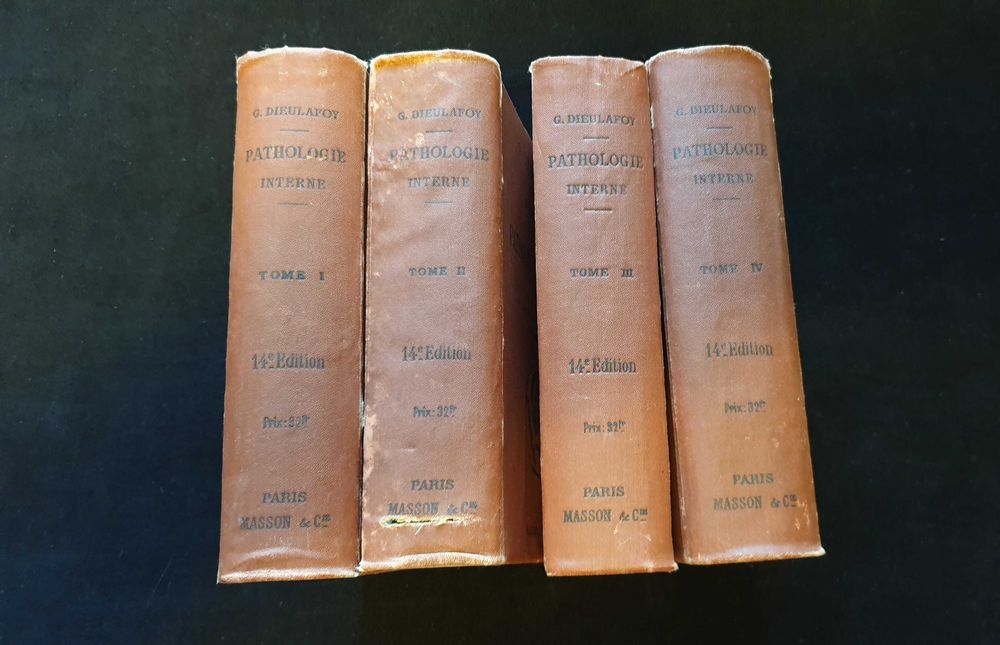 G. DIEULAFOY
PATHOLOGIE
INTERNE
TOME I
14e Edition
Prix: 32fr
PARIS
MASSON & Cie
G. DIEULAFOY
PATHOLOGIE
INTERNE
TOME II
14e Edition
Prix: 32fr
PARIS
MASSON & Cie
G. DIEULAFOY
PATHOLOGIE
INTERNE
TOME III
14e Edition
Prix: 32fr
PARIS
MASSON & Cie
G. DIEULAFOY
PATHOLOGIE
INTERNE
TOME IV
14e Edition
Prix: 32fr
PARIS
MASSON & Cie